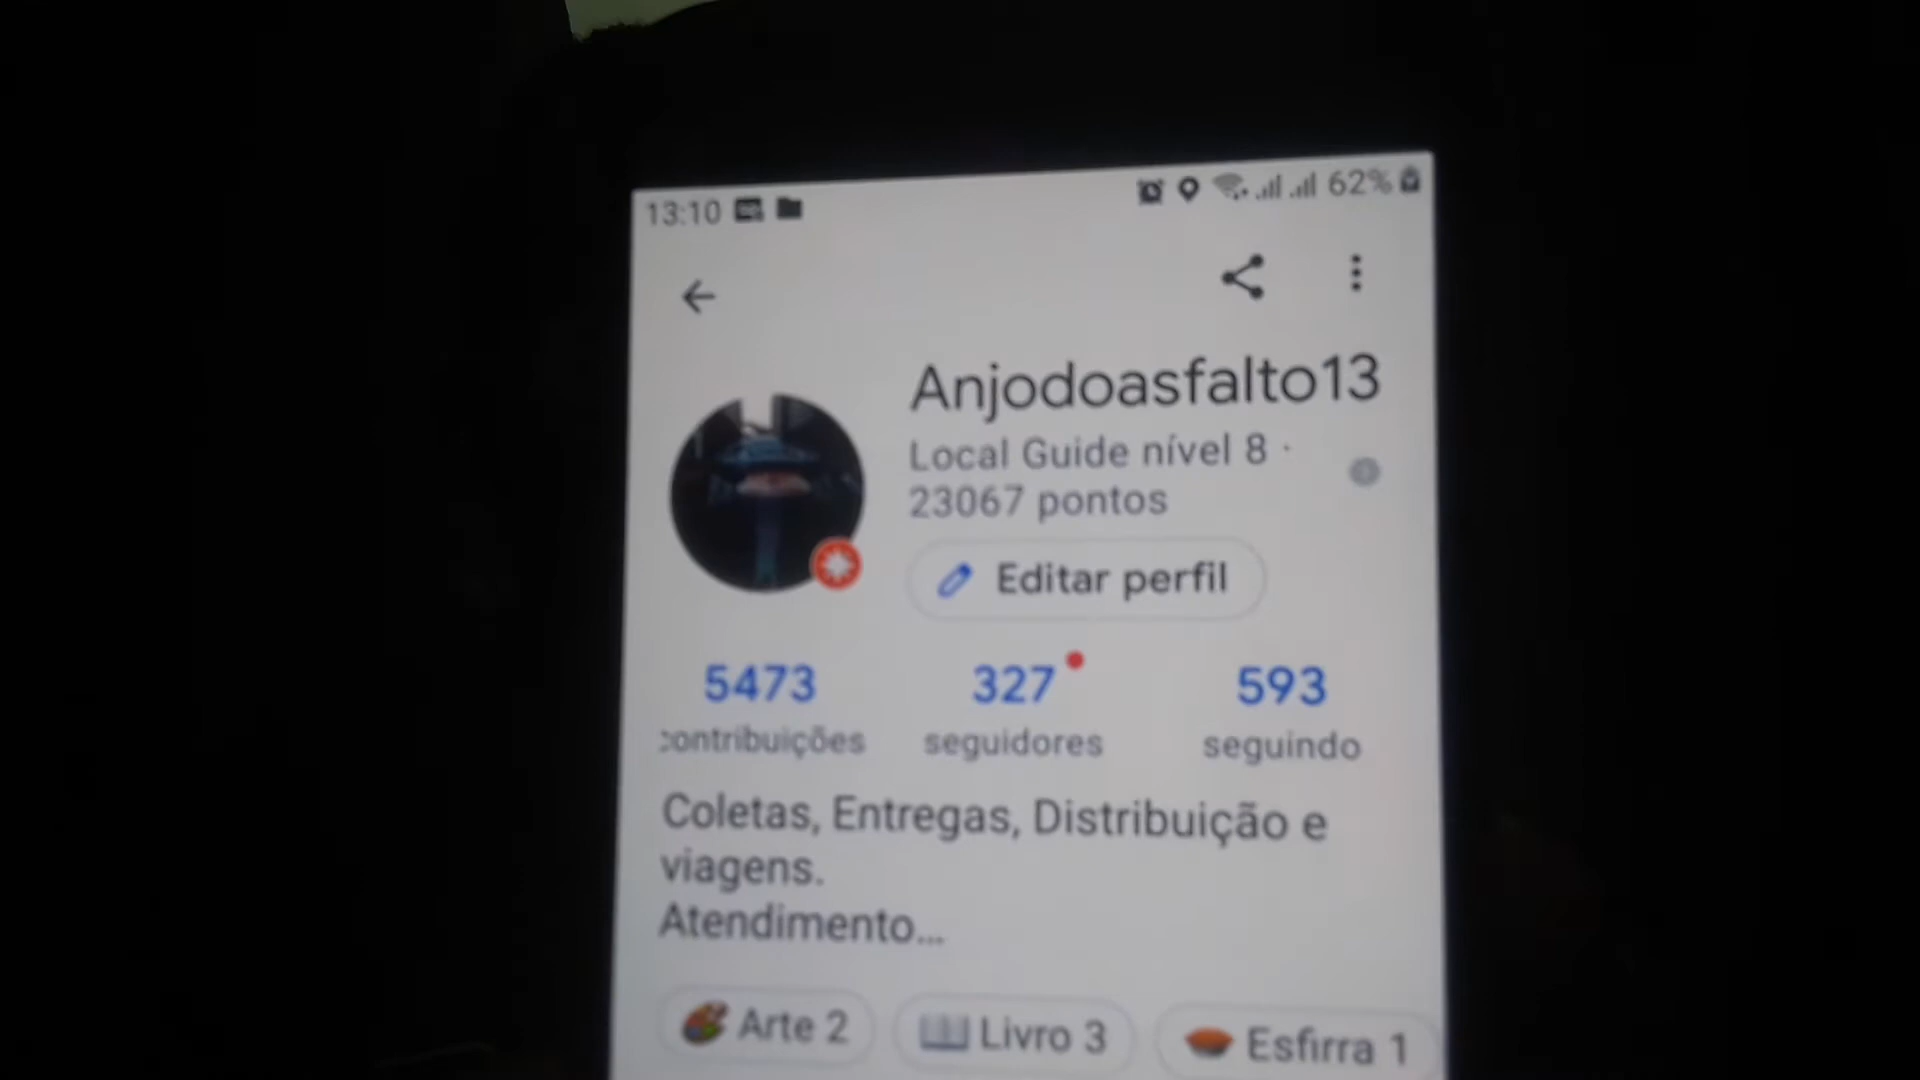 13:10 62%
Anjodoasfalto13
Local Guide nível 8 ·
23067 pontos
Editar perfil
5473 327 593
contribuições seguidores seguindo
Coletas, Entregas, Distribuição e
viagens.
Atendimento...
Arte 2 Livro 3 Esfirra 1